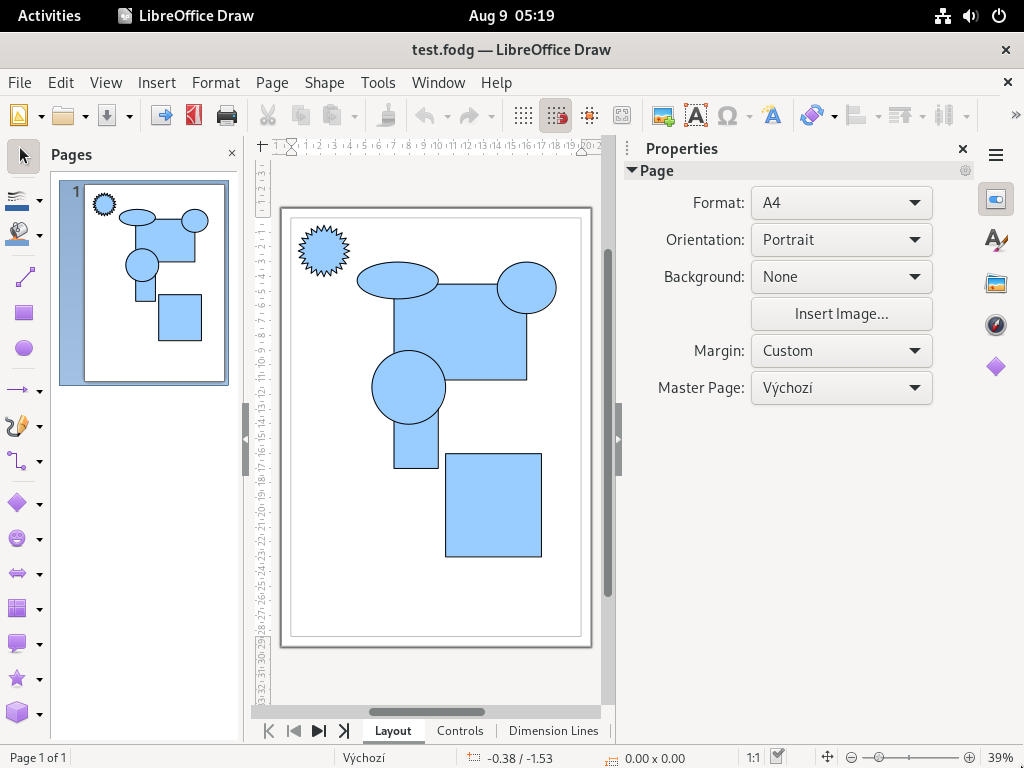 Activities
LibreOffice Draw
Aug 9 05:19
test.fodg — LibreOffice Draw
File Edit View Insert Format Page Shape Tools Window Help
Pages
1
Properties
Page
Format: A4
Orientation: Portrait
Background: None
Insert Image...
Margin: Custom
Master Page: Výchozí
Layout Controls Dimension Lines
Page 1 of 1 Výchozí -0.38 / -1.53 0.00 x 0.00 1:1 39%